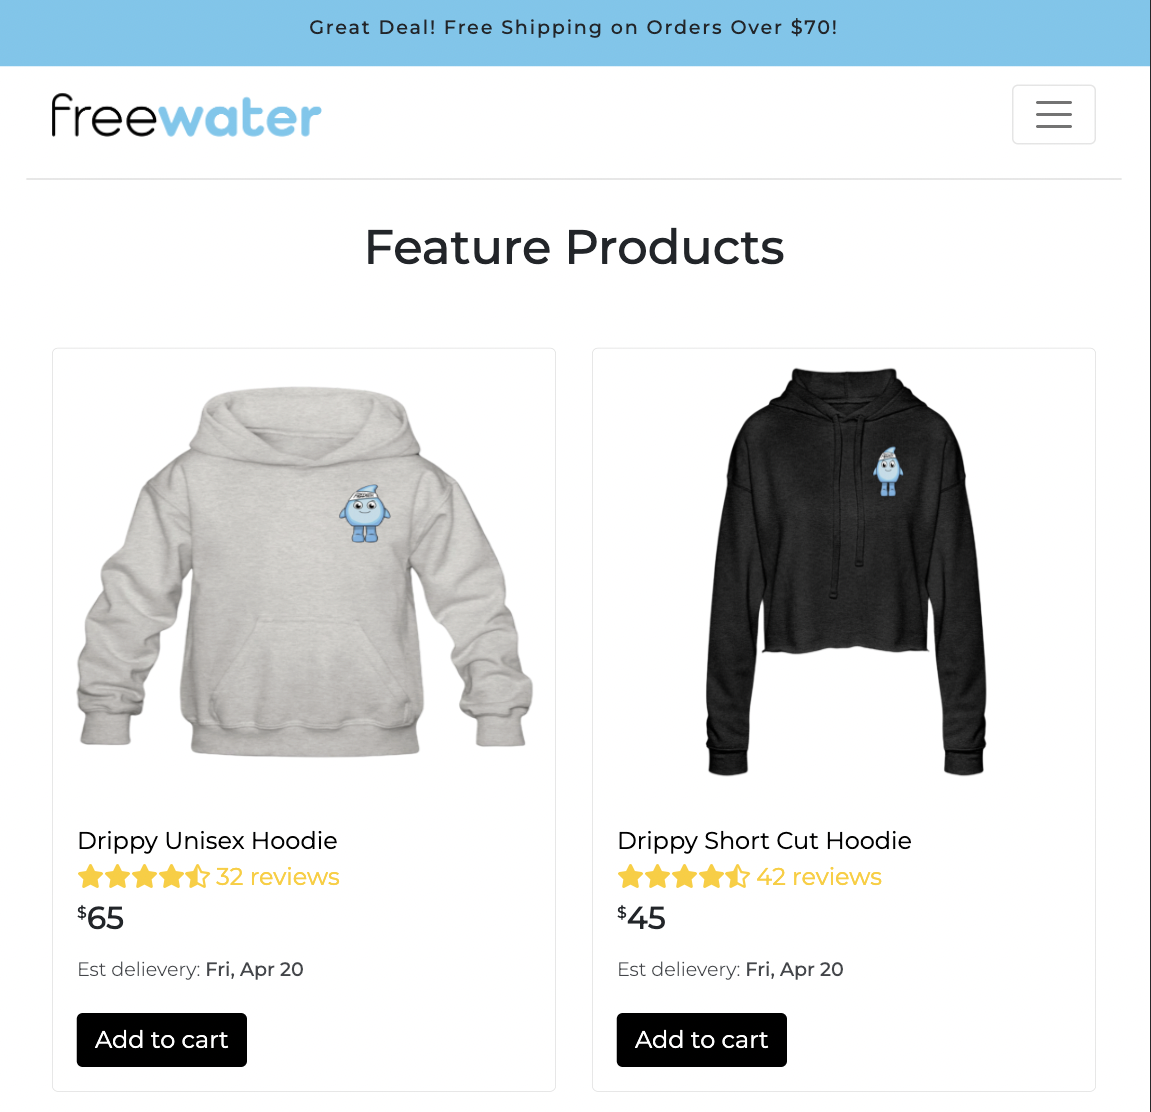 Great Deal! Free Shipping on Orders Over $70!
freewater
Feature Products
Drippy Unisex Hoodie
32 reviews
$65
Est delievery: Fri, Apr 20
Add to cart
Drippy Short Cut Hoodie
42 reviews
$45
Est delievery: Fri, Apr 20
Add to cart